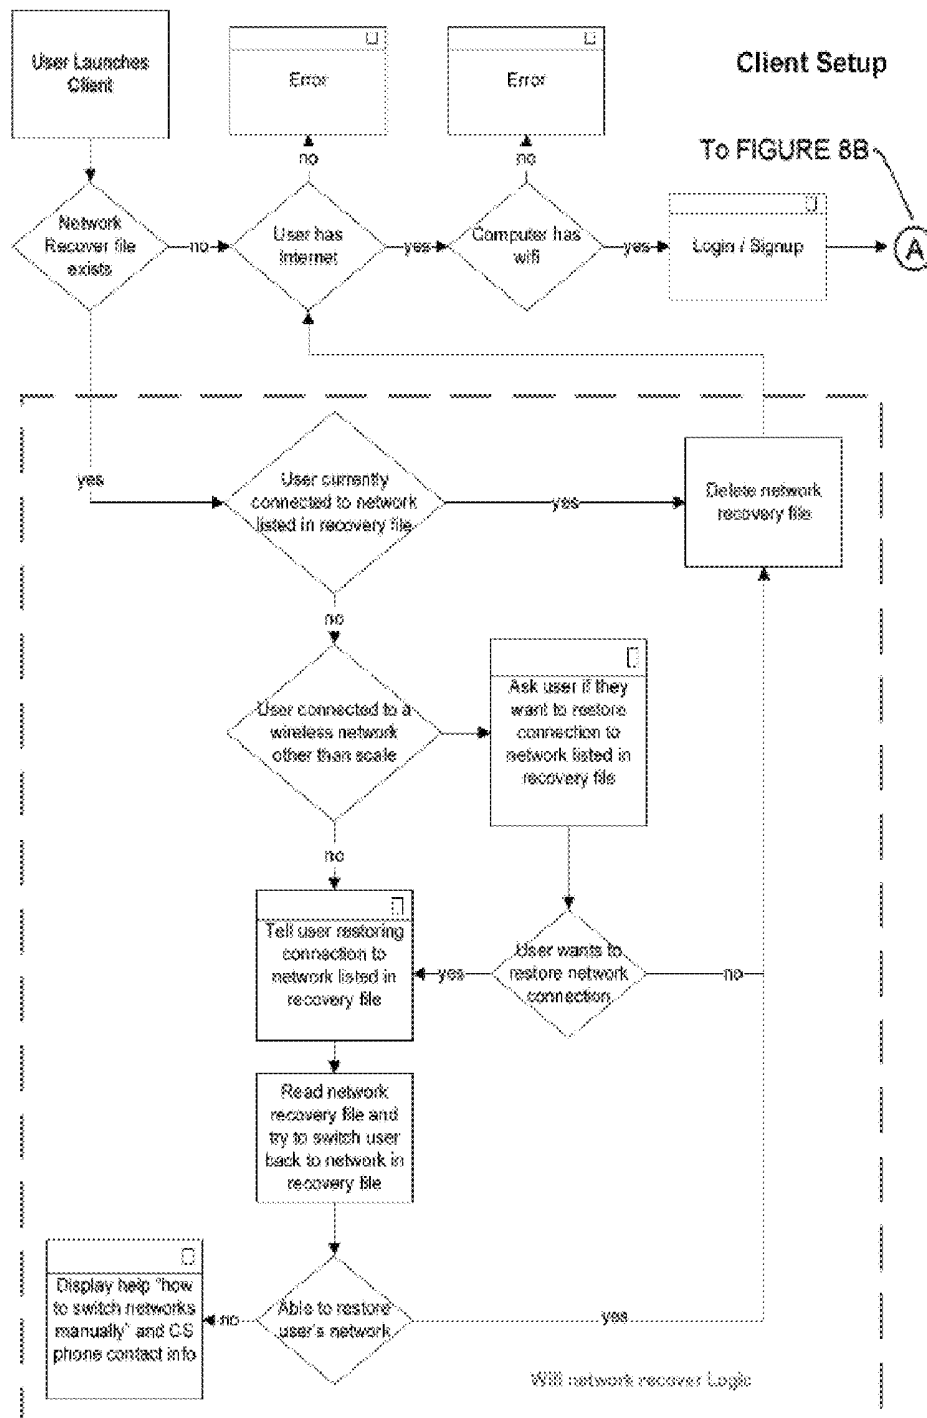 User Launches
Client
Error
Error
Client Setup
To FIGURE 8B
no
no
Network
Recover file
exists
no
User has
Internet
yes
Computer has
wifi
yes
Login / Signup
A
yes
User currently
connected to network
listed in recovery file
yes
Delete network
recovery file
no
User connected to a
wireless network
other than scale
Ask user if they
want to restore
connection to
network listed in
recovery file
no
Tell user restoring
connection to
network listed in
recovery file
yes
User wants to
restore network
connection
no
Read network
recovery file and
try to switch user
back to network in
recovery file
Display help "how
to switch networks
manually" and CS
phone contact info
no
Able to restore
user's network
yes
Wifi network recover Logic